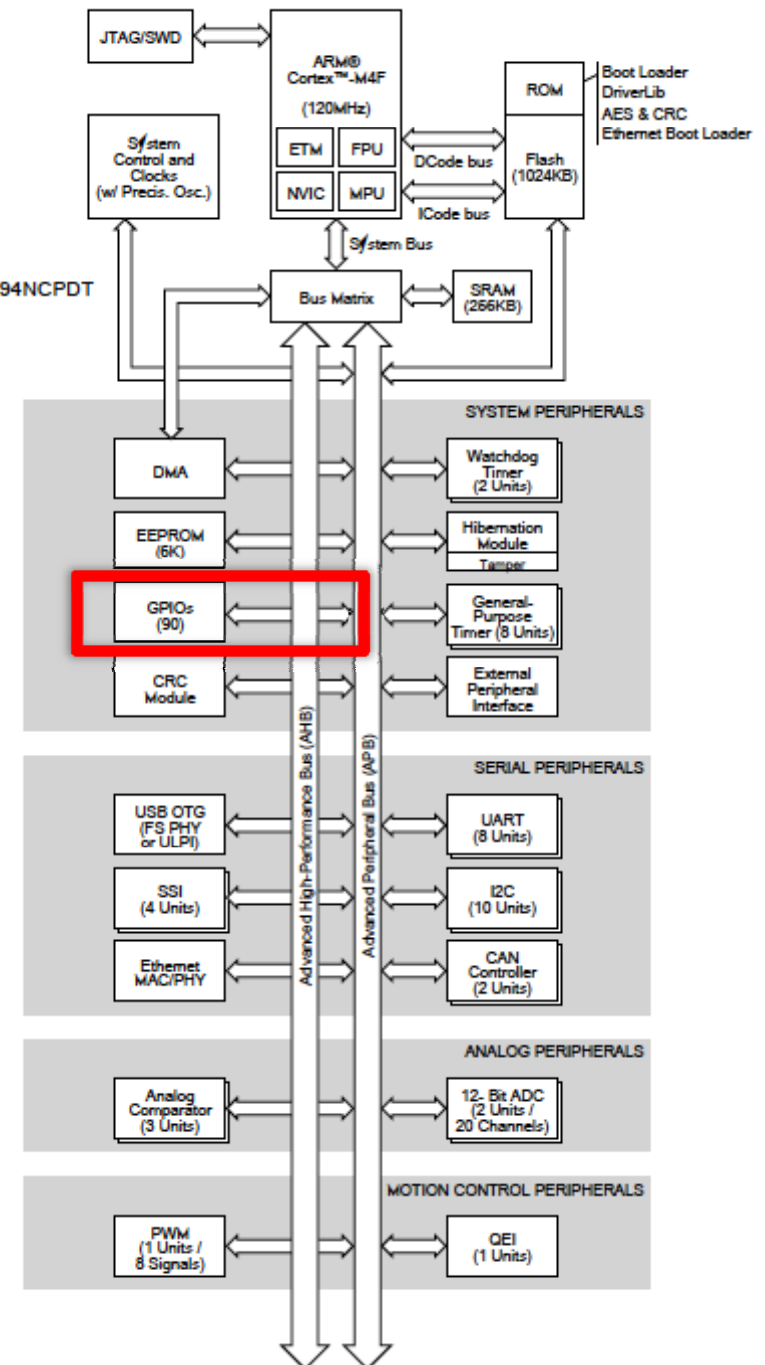 JTAG/SWD
ARM®
Cortex™-M4F
(120MHz)
ETM
FPU
NVIC
MPU
ROM
Flash
(1024KB)
Boot Loader
DriverLib
AES & CRC
Ethernet Boot Loader
DCode bus
ICode bus
System
Control and
Clocks
(w/ Precis. Osc.)
System Bus
94NCPDT
Bus Matrix
SRAM
(256KB)
SYSTEM PERIPHERALS
DMA
Watchdog
Timer
(2 Units)
EEPROM
(6K)
Hibernation
Module
Tamper
GPIOs
(90)
General-
Purpose
Timer (8 Units)
CRC
Module
External
Peripheral
Interface
Advanced High-Performance Bus (AHB)
Advanced Peripheral Bus (APB)
SERIAL PERIPHERALS
USB OTG
(FS PHY
or ULPI)
UART
(8 Units)
SSI
(4 Units)
I2C
(10 Units)
Ethernet
MAC/PHY
CAN
Controller
(2 Units)
ANALOG PERIPHERALS
Analog
Comparator
(3 Units)
12- Bit ADC
(2 Units /
20 Channels)
MOTION CONTROL PERIPHERALS
PWM
(1 Units /
8 Signals)
QEI
(1 Units)